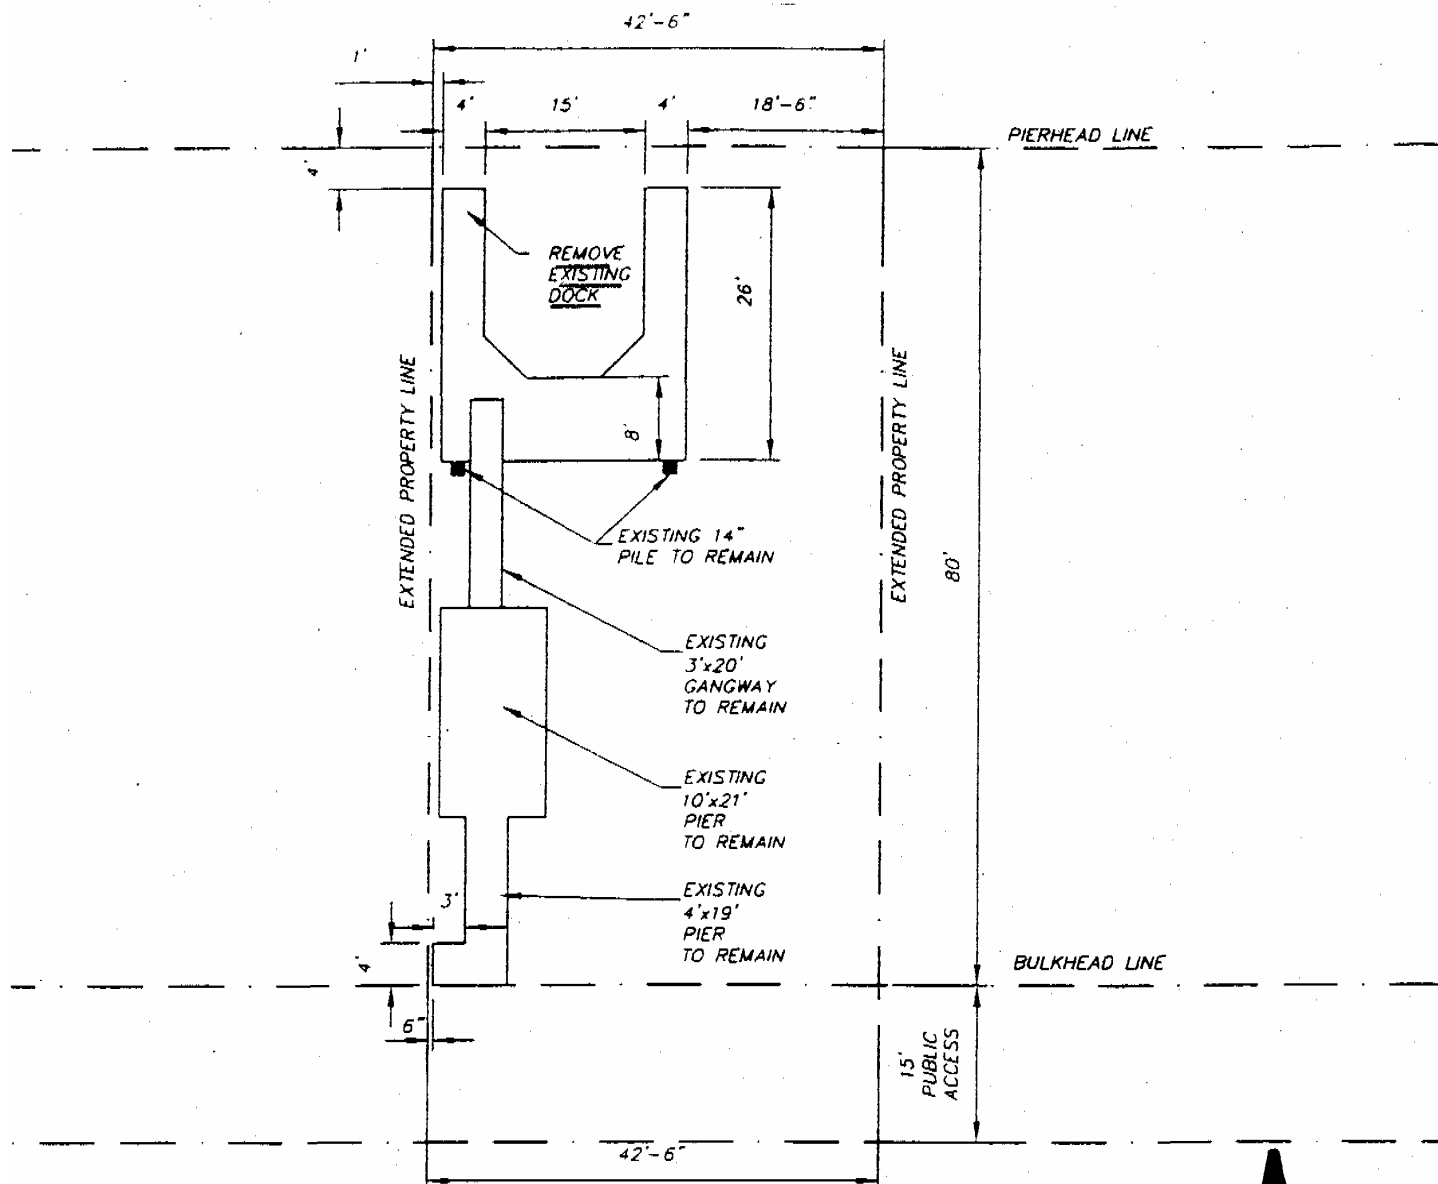 42'-6"
1'
4'
15'
4'
18'-6"
PIERHEAD LINE
4'
REMOVE
EXISTING
DOCK
26'
8'
EXTENDED PROPERTY LINE
EXTENDED PROPERTY LINE
EXISTING 14"
PILE TO REMAIN
80'
EXISTING
3'x20'
GANGWAY
TO REMAIN
EXISTING
10'x21'
PIER
TO REMAIN
EXISTING
4'x19'
PIER
TO REMAIN
3'
4'
BULKHEAD LINE
6"
15'
PUBLIC
ACCESS
42'-6"